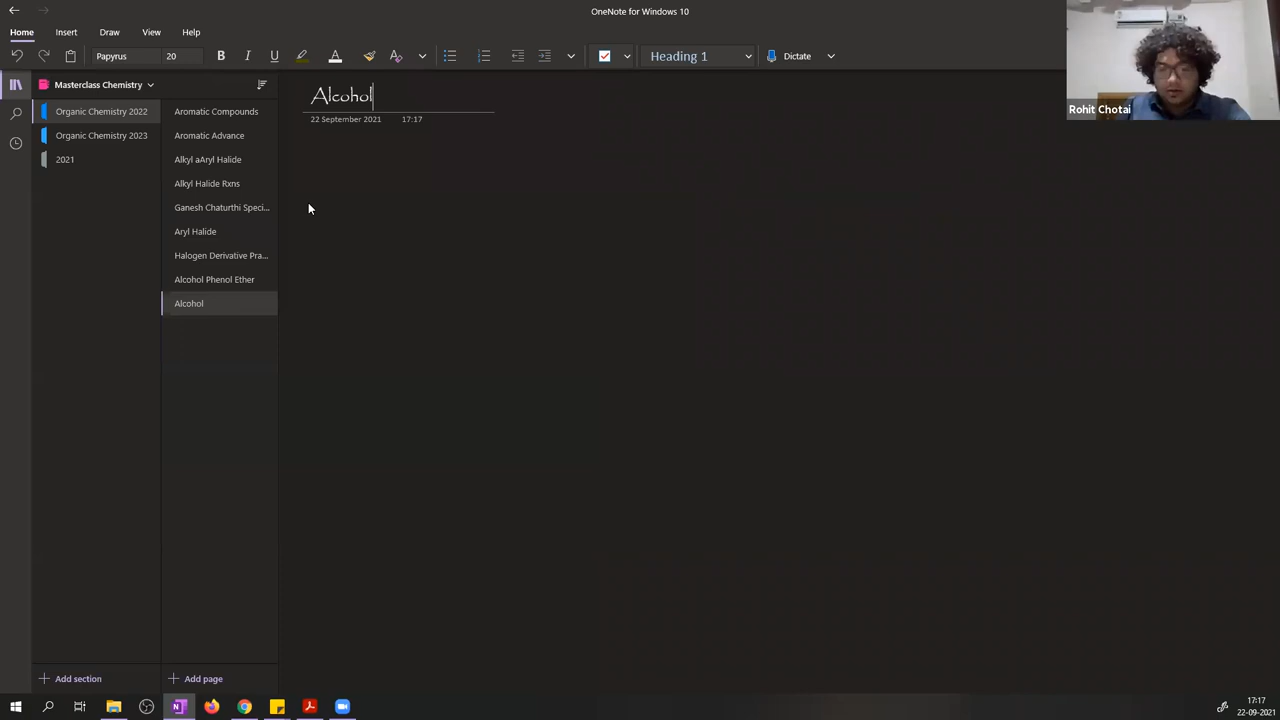 OneNote for Windows 10
Home Insert Draw View Help
Papyrus 20 B I U A A Heading 1 Dictate
Rohit Chotai
Masterclass Chemistry
Organic Chemistry 2022
Organic Chemistry 2023
2021
Aromatic Compounds
Aromatic Advance
Alkyl aAryl Halide
Alkyl Halide Rxns
Ganesh Chaturthi Speci...
Aryl Halide
Halogen Derivative Pra...
Alcohol Phenol Ether
Alcohol
Alcohol
22 September 2021 17:17
Add section
Add page
17:17
22-09-2021